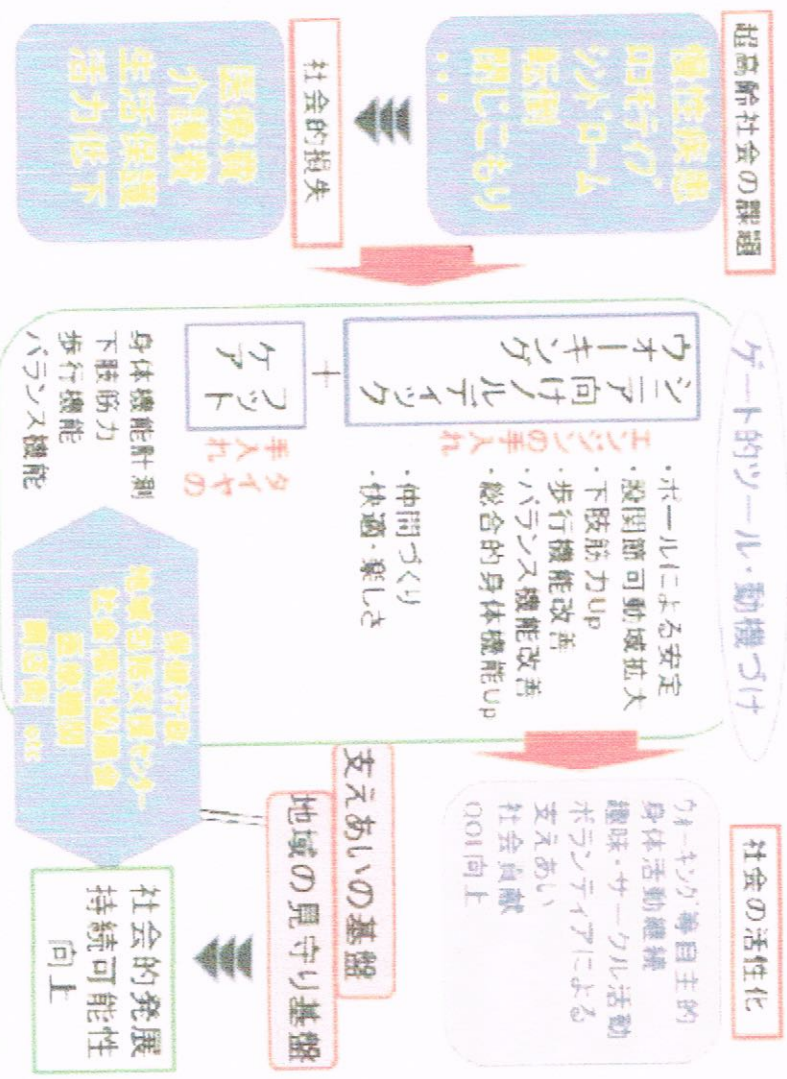 超高齢社会の課題
慢性疾患
ロコモティブ
シンドローム
転倒
閉じこもり
・・・
社会的損失
医療費
介護費
生活保護
活力低下
ゲート的ツール・動機づけ
シニア向けノルディック
ウォーキング
エンジンの手入れ
・ポールによる安定
・股関節可動域拡大
・下肢筋力Up
・歩行機能改善
・バランス機能改善
・総合的身体機能Up
・仲間づくり
・快適・楽しさ
+
フット
ケア
タイヤの
手入れ
身体機能計測
下肢筋力
歩行機能
バランス機能
保健行政
地域包括支援センター
社会福祉協議会
医療機関
etc
社会の活性化
ウォーキング等自主的
身体活動継続
趣味・サークル活動
ボランティアによる
支えあい
社会貢献
QOL向上
支えあいの基盤
地域の見守り基盤
社会的発展
持続可能性
向上